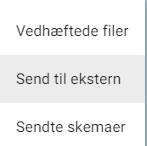 Vedhæftede filer
Send til ekstern
Sendte skemaer